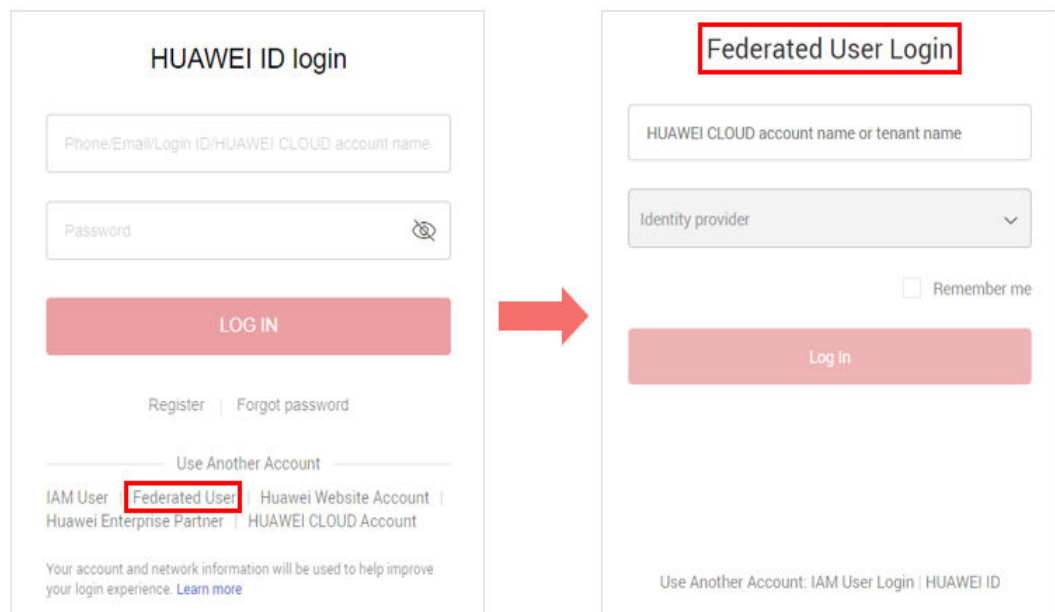 HUAWEI ID login
Phone/Email/Login ID/HUAWEI CLOUD account name
Password
LOG IN
Register | Forgot password
Use Another Account
IAM User | Federated User | Huawei Website Account |
Huawei Enterprise Partner | HUAWEI CLOUD Account
Your account and network information will be used to help improve
your login experience. Learn more
Federated User Login
HUAWEI CLOUD account name or tenant name
Identity provider
Remember me
Log In
Use Another Account: IAM User Login | HUAWEI ID